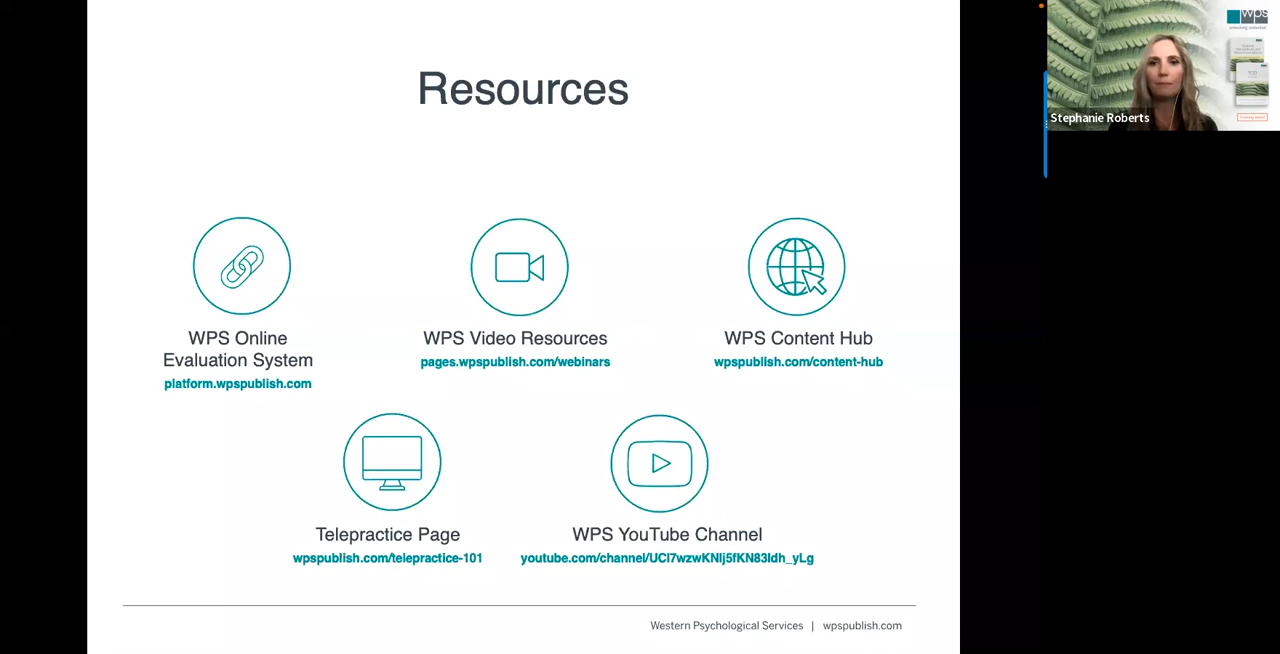 Resources
WPS Online
Evaluation System
platform.wpspublish.com
WPS Video Resources
pages.wpspublish.com/webinars
WPS Content Hub
wpspublish.com/content-hub
Telepractice Page
wpspublish.com/telepractice-101
WPS YouTube Channel
youtube.com/channel/UCl7wzwKNlj5fKN83Idh_yLg
Western Psychological Services | wpspublish.com
wps
Stephanie Roberts